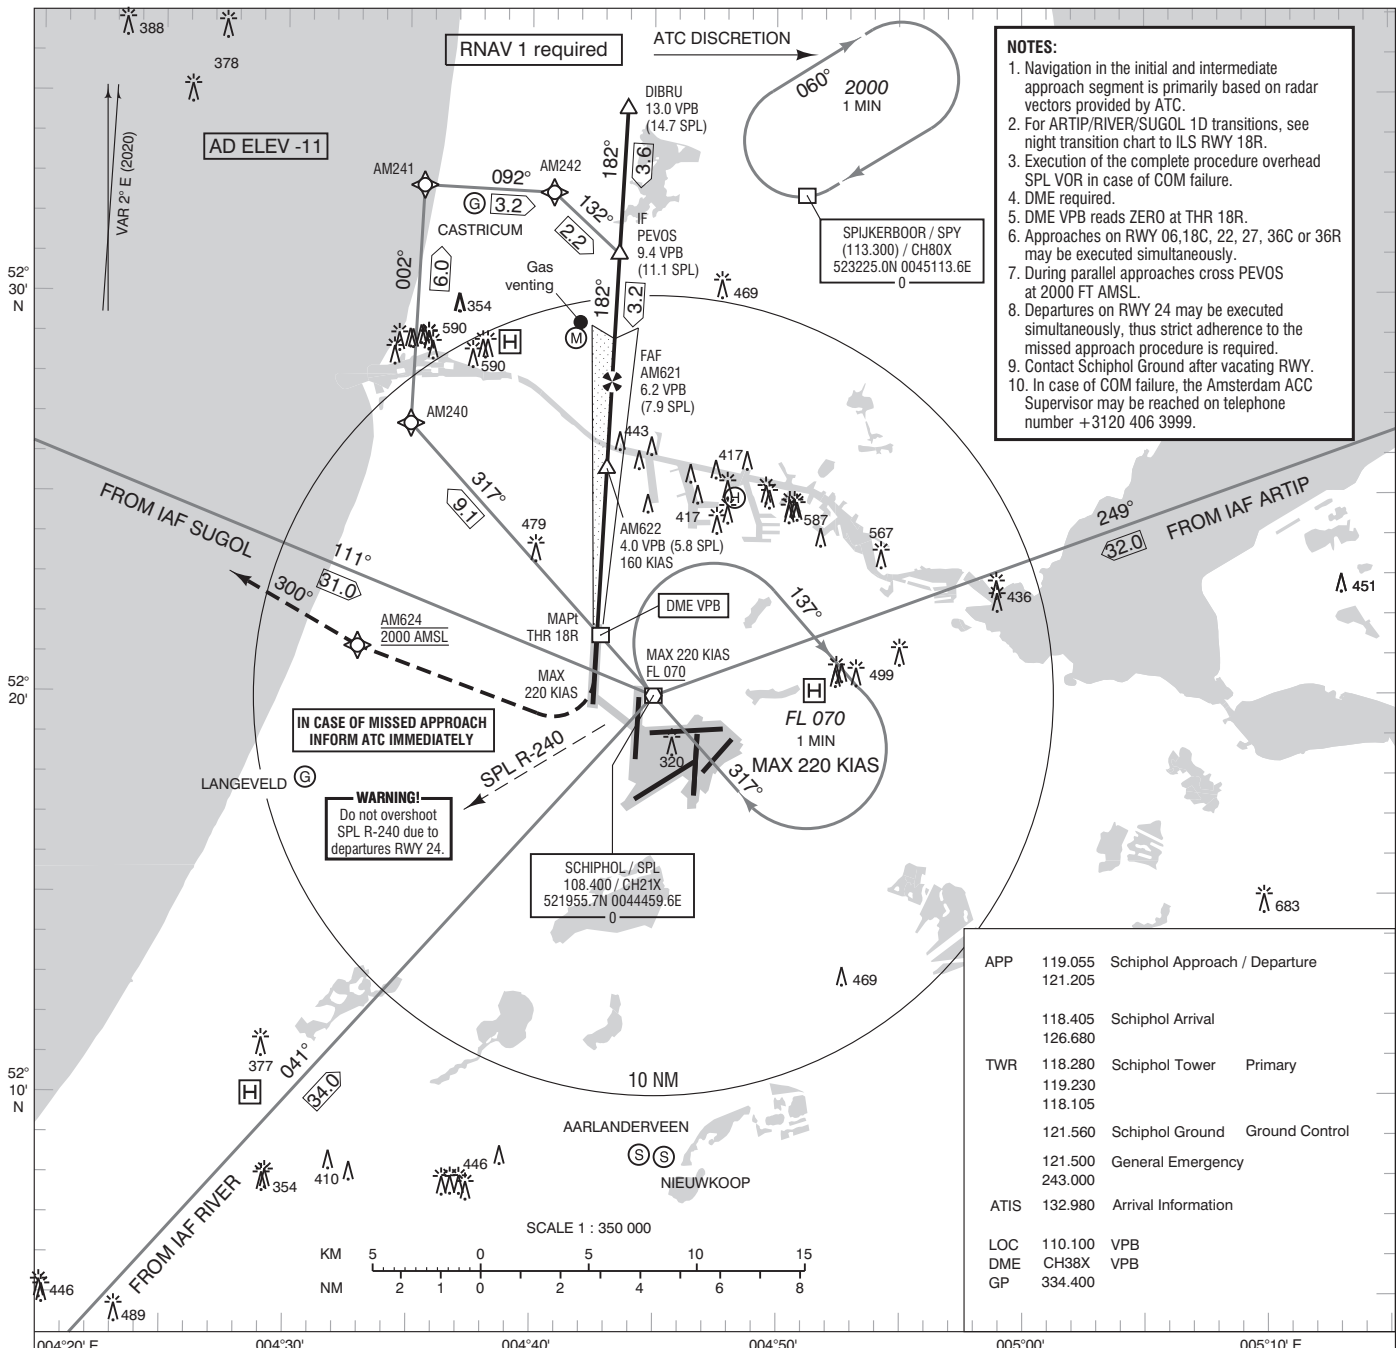 388
378
RNAV 1 required
ATC DISCRETION
060°
2000
1 MIN
NOTES:
1. Navigation in the initial and intermediate
approach segment is primarily based on radar
vectors provided by ATC.
2. For ARTIP/RIVER/SUGOL 1D transitions, see
night transition chart to ILS RWY 18R.
3. Execution of the complete procedure overhead
SPL VOR in case of COM failure.
4. DME required.
5. DME VPB reads ZERO at THR 18R.
6. Approaches on RWY 06,18C, 22, 27, 36C or 36R
may be executed simultaneously.
7. During parallel approaches cross PEVOS
at 2000 FT AMSL.
8. Departures on RWY 24 may be executed
simultaneously, thus strict adherence to the
missed approach procedure is required.
9. Contact Schiphol Ground after vacating RWY.
10. In case of COM failure, the Amsterdam ACC
Supervisor may be reached on telephone
number +3120 406 3999.
VAR 2° E (2020)
AD ELEV -11
DIBRU
13.0 VPB
(14.7 SPL)
182°
3.6
AM241
092°
AM242
3.2
G
CASTRICUM
132°
2.2
IF
PEVOS
9.4 VPB
(11.1 SPL)
SPIJKERBOOR / SPY
(113.300) / CH80X
523225.0N 0045113.6E
0
52°
30'
N
002°
6.0
Gas
venting
182°
3.2
469
354
590
H
590
M
FAF
AM621
6.2 VPB
(7.9 SPL)
AM240
443
417
H
417
587
567
FROM IAF SUGOL
317°
9.1
479
AM622
4.0 VPB (5.8 SPL)
160 KIAS
249°
FROM IAF ARTIP
32.0
111°
31.0
300°
AM624
2000 AMSL
MAPt
THR 18R
DME VPB
137°
436
451
52°
20'
MAX
220 KIAS
MAX 220 KIAS
FL 070
H
499
FL 070
1 MIN
MAX 220 KIAS
IN CASE OF MISSED APPROACH
INFORM ATC IMMEDIATELY
SPL R-240
320
317°
LANGEVELD
G
WARNING!
Do not overshoot
SPL R-240 due to
departures RWY 24.
SCHIPHOL / SPL
108.400 / CH21X
521955.7N 0044459.6E
0
683
469
377
H
041°
34.0
52°
10'
N
10 NM
AARLANDERVEEN
S
S
NIEUWKOOP
354
410
446
FROM IAF RIVER
446
489
SCALE 1 : 350 000
KM 5 0 5 10 15
NM 2 1 0 2 4 6 8
APP 119.055 Schiphol Approach / Departure
121.205
118.405 Schiphol Arrival
126.680
TWR 118.280 Schiphol Tower Primary
119.230
118.105
121.560 Schiphol Ground Ground Control
121.500 General Emergency
243.000
ATIS 132.980 Arrival Information
LOC 110.100 VPB
DME CH38X VPB
GP 334.400
004°20' E 004°30' 004°40' 004°50' 005°00' 005°10' E